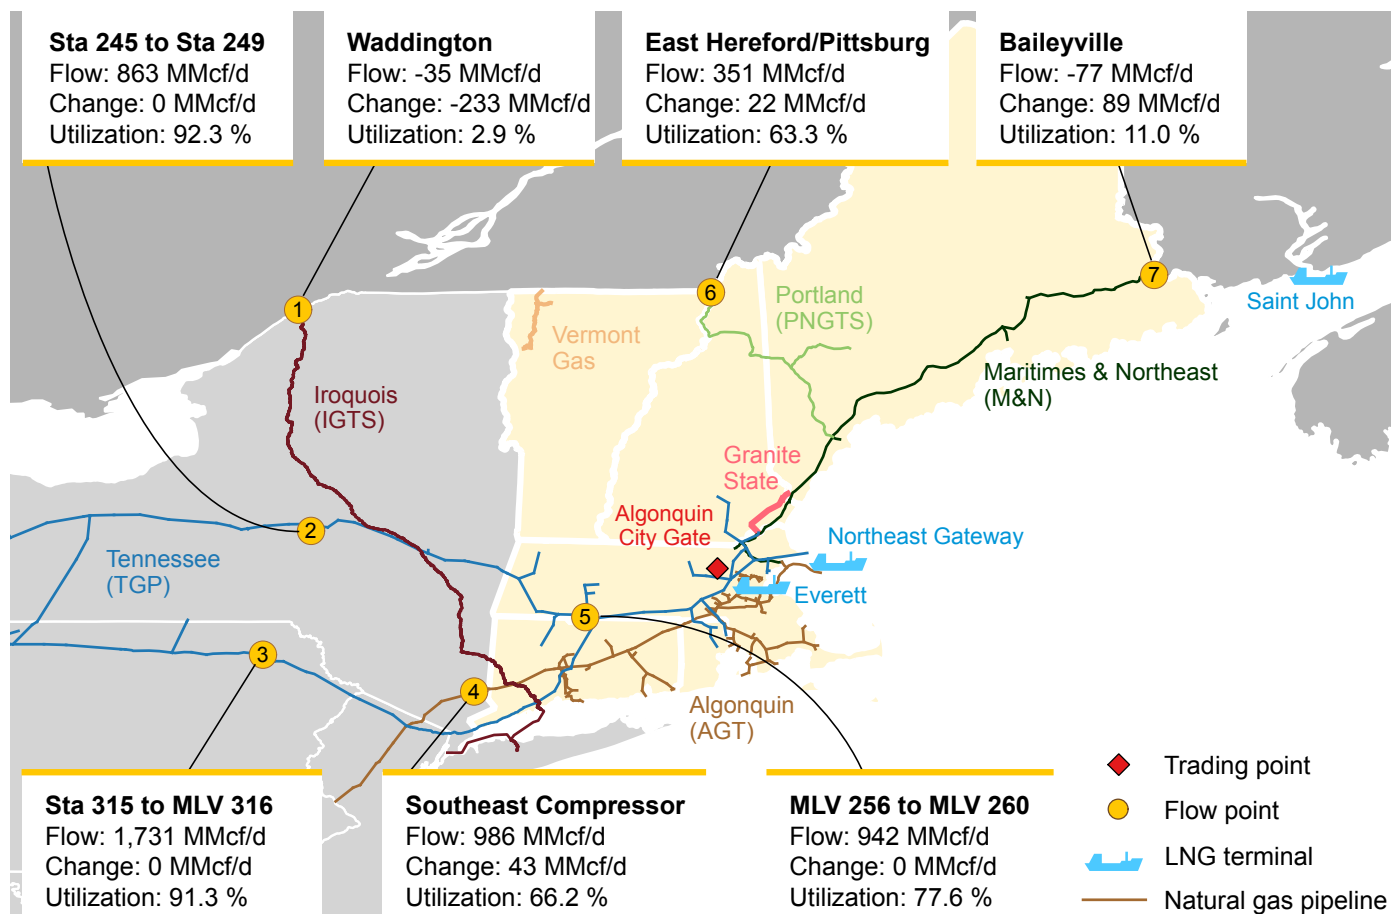 Sta 245 to Sta 249
Flow: 863 MMcf/d
Change: 0 MMcf/d
Utilization: 92.3 %
Waddington
Flow: -35 MMcf/d
Change: -233 MMcf/d
Utilization: 2.9 %
East Hereford/Pittsburg
Flow: 351 MMcf/d
Change: 22 MMcf/d
Utilization: 63.3 %
Baileyville
Flow: -77 MMcf/d
Change: 89 MMcf/d
Utilization: 11.0 %
1
6
7
Portland
(PNGTS)
Saint John
Vermont
Gas
Maritimes & Northeast
(M&N)
Iroquois
(IGTS)
Granite
State
Algonquin
City Gate
2
Northeast Gateway
Tennessee
(TGP)
Everett
5
3
4
Algonquin
(AGT)
Sta 315 to MLV 316
Flow: 1,731 MMcf/d
Change: 0 MMcf/d
Utilization: 91.3 %
Southeast Compressor
Flow: 986 MMcf/d
Change: 43 MMcf/d
Utilization: 66.2 %
MLV 256 to MLV 260
Flow: 942 MMcf/d
Change: 0 MMcf/d
Utilization: 77.6 %
Trading point
Flow point
LNG terminal
Natural gas pipeline